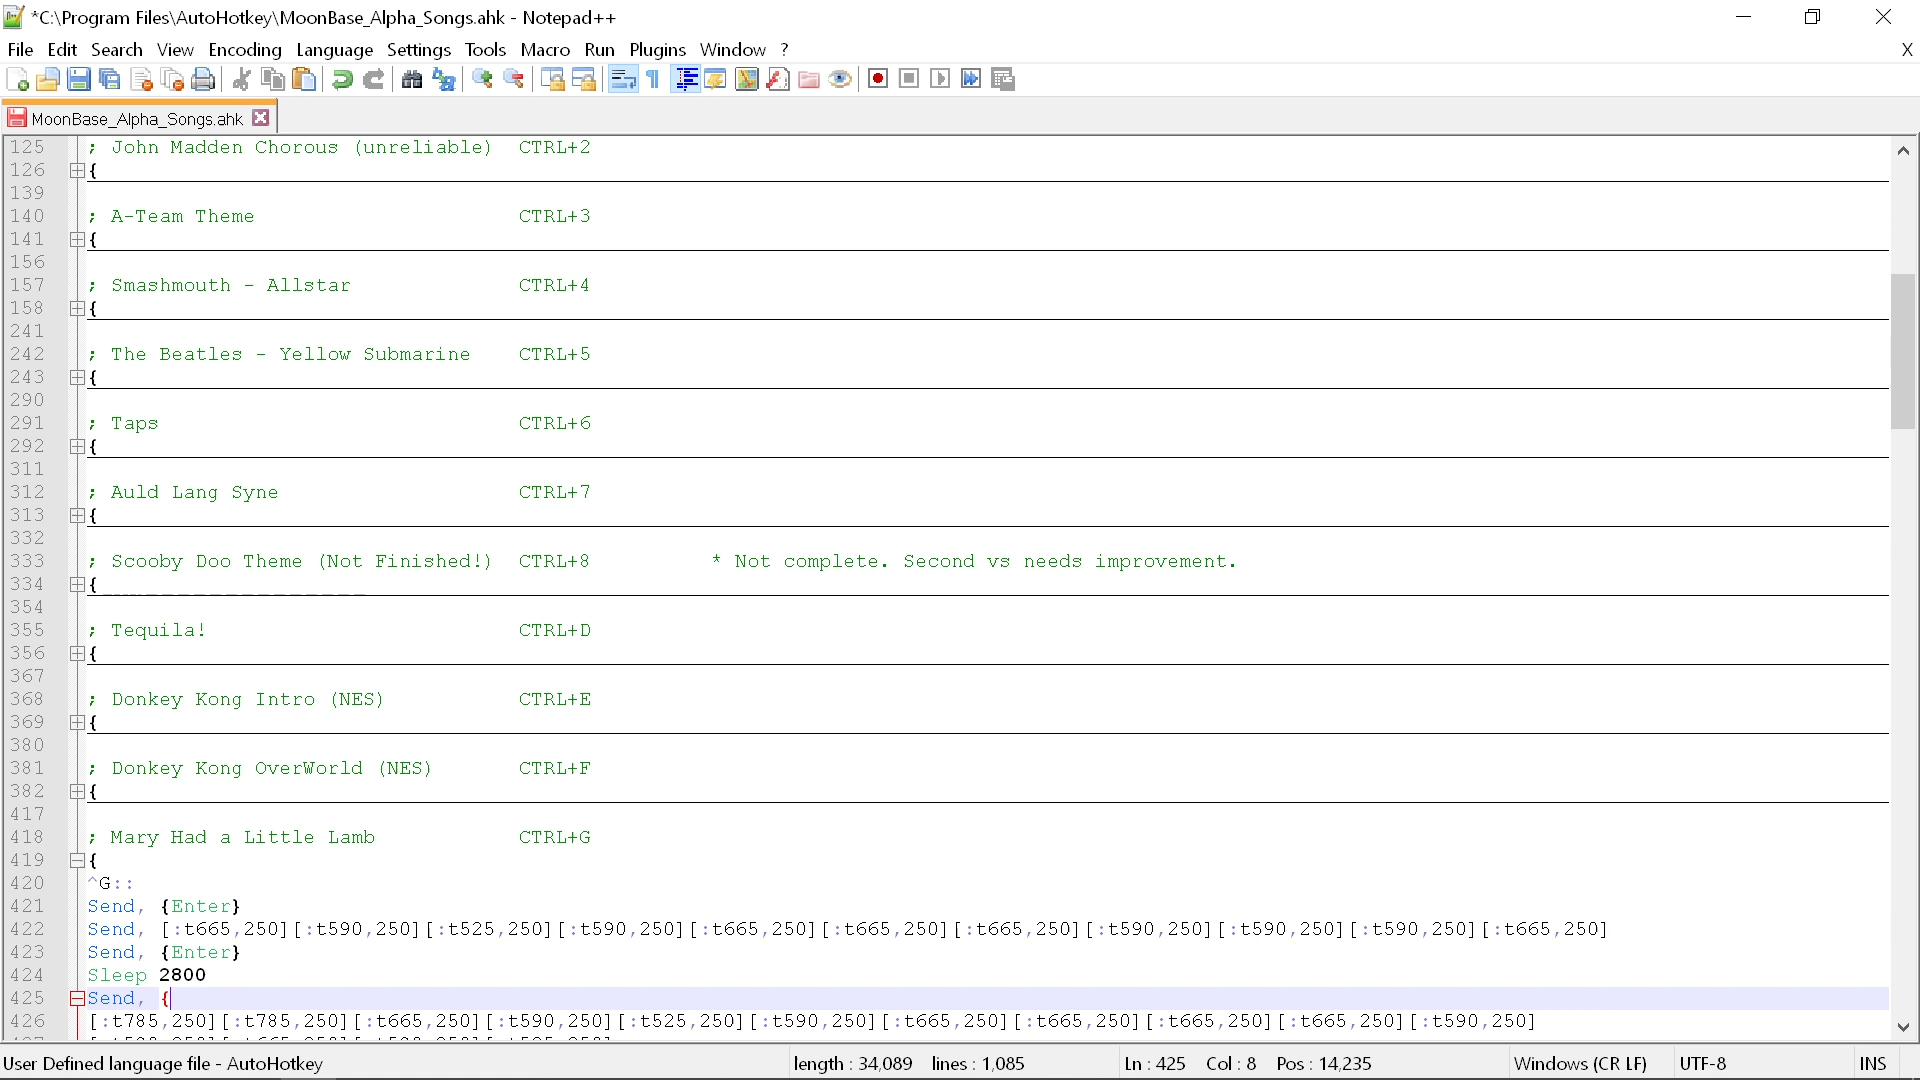 *C:\Program Files\AutoHotkey\MoonBase_Alpha_Songs.ahk - Notepad++
File Edit Search View Encoding Language Settings Tools Macro Run Plugins Window ? X
MoonBase_Alpha_Songs.ahk
125 ; John Madden Chorous (unreliable) CTRL+2
126 {
139
140 ; A-Team Theme CTRL+3
141 {
156
157 ; Smashmouth - Allstar CTRL+4
158 {
241
242 ; The Beatles - Yellow Submarine CTRL+5
243 {
290
291 ; Taps CTRL+6
292 {
311
312 ; Auld Lang Syne CTRL+7
313 {
332
333 ; Scooby Doo Theme (Not Finished!) CTRL+8 * Not complete. Second vs needs improvement.
334 {
354
355 ; Tequila! CTRL+D
356 {
367
368 ; Donkey Kong Intro (NES) CTRL+E
369 {
380
381 ; Donkey Kong OverWorld (NES) CTRL+F
382 {
417
418 ; Mary Had a Little Lamb CTRL+G
419 {
420 ^G::
421 Send, {Enter}
422 Send, [:t665,250][:t590,250][:t525,250][:t590,250][:t665,250][:t665,250][:t665,250][:t590,250][:t590,250][:t590,250][:t665,250]
423 Send, {Enter}
424 Sleep 2800
425 Send, {
426 [:t785,250][:t785,250][:t665,250][:t590,250][:t525,250][:t590,250][:t665,250][:t665,250][:t665,250][:t665,250][:t590,250]
User Defined language file - AutoHotkey length : 34,089 lines : 1,085 Ln : 425 Col : 8 Pos : 14,235 Windows (CR LF) UTF-8 INS